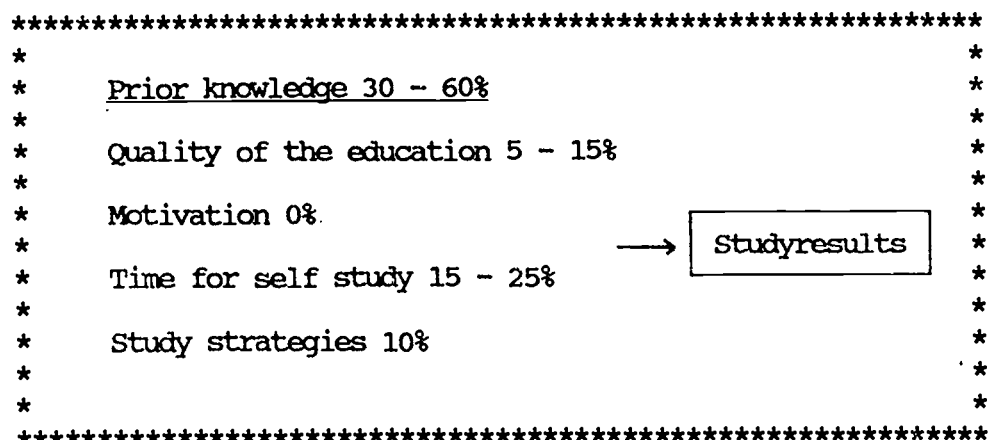 ************************************************************
* *
* Prior knowledge 30 - 60% *
* *
* Quality of the education 5 - 15% *
* *
* Motivation 0%. *
* → Studyresults *
* Time for self study 15 - 25% *
* *
* Study strategies 10% *
* *
* *
************************************************************